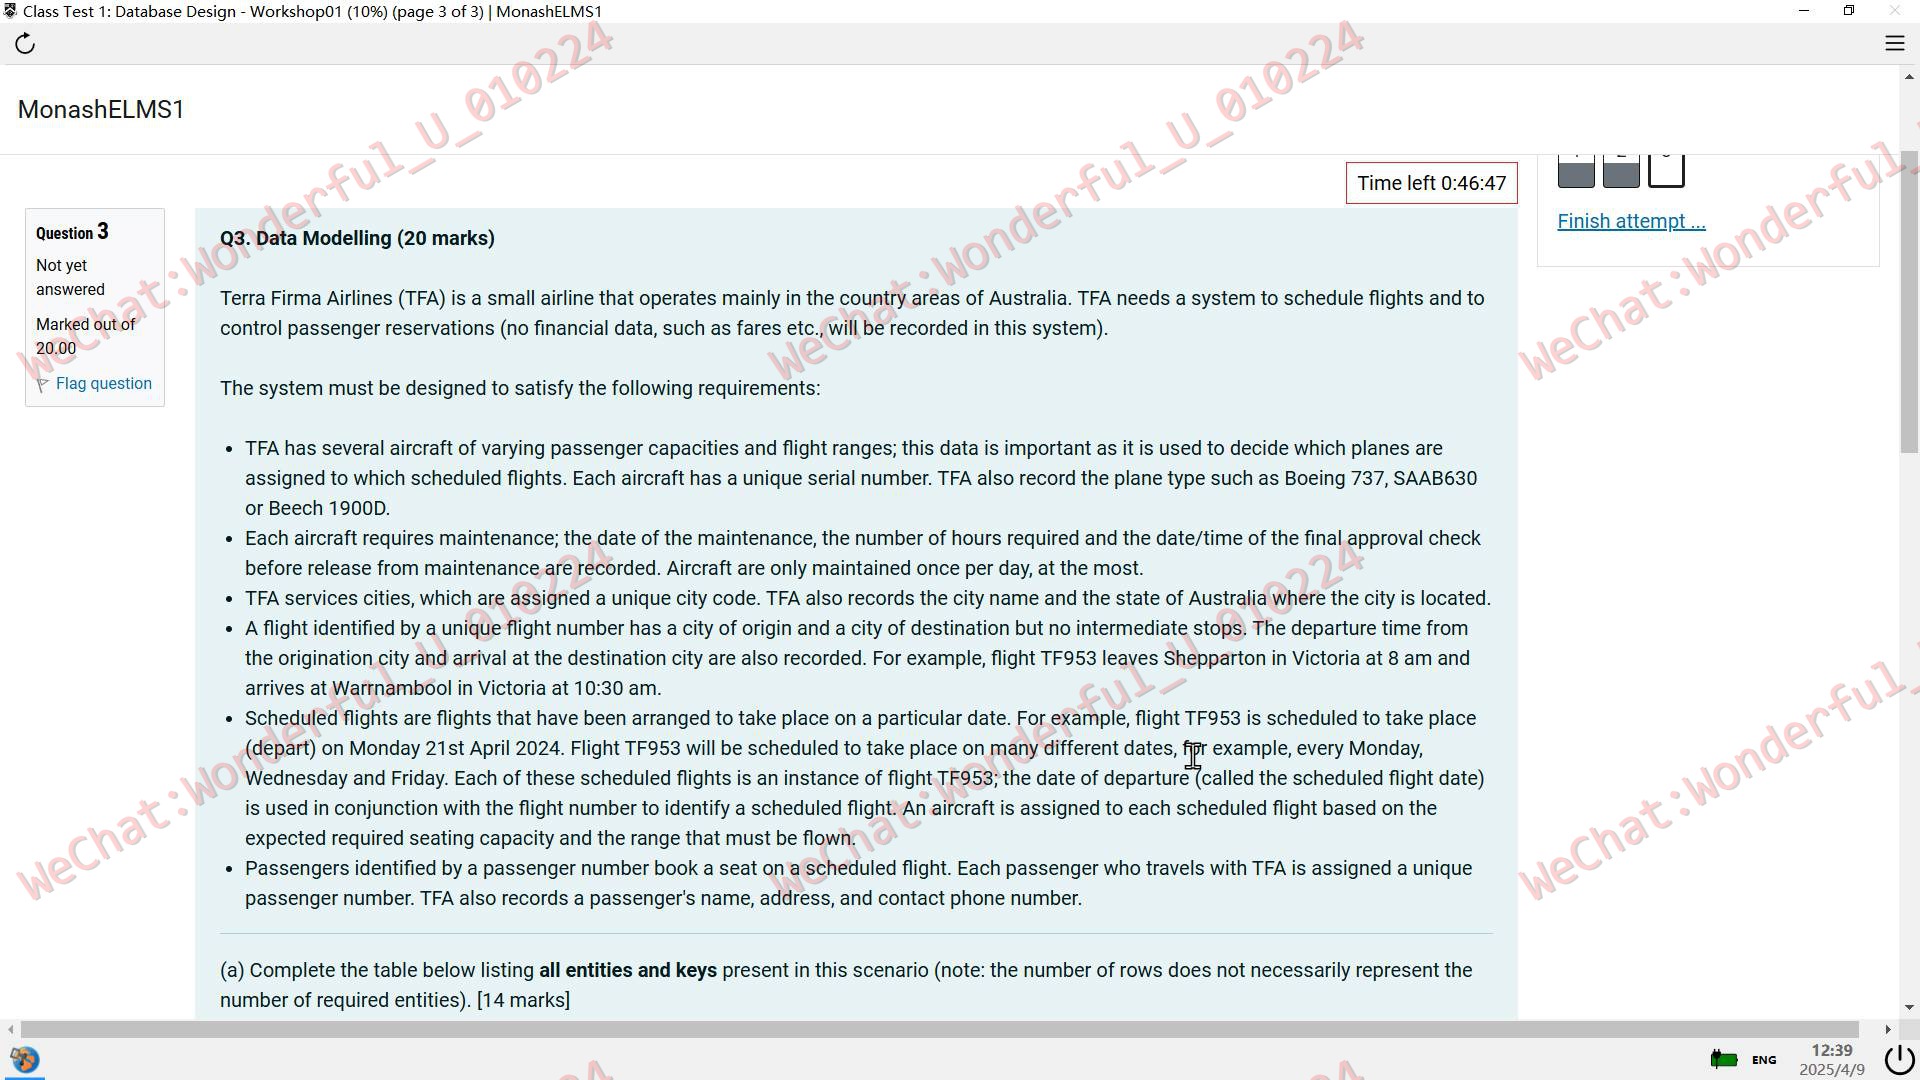 Class Test 1: Database Design - Workshop01 (10%) (page 3 of 3) | MonashELMS1
MonashELMS1
Time left 0:46:47
Finish attempt ...
Question 3
Not yet
answered
Marked out of
20.00
Flag question
Q3. Data Modelling (20 marks)
Terra Firma Airlines (TFA) is a small airline that operates mainly in the country areas of Australia. TFA needs a system to schedule flights and to
control passenger reservations (no financial data, such as fares etc., will be recorded in this system).
The system must be designed to satisfy the following requirements:
• TFA has several aircraft of varying passenger capacities and flight ranges; this data is important as it is used to decide which planes are
assigned to which scheduled flights. Each aircraft has a unique serial number. TFA also record the plane type such as Boeing 737, SAAB630
or Beech 1900D.
• Each aircraft requires maintenance; the date of the maintenance, the number of hours required and the date/time of the final approval check
before release from maintenance are recorded. Aircraft are only maintained once per day, at the most.
• TFA services cities, which are assigned a unique city code. TFA also records the city name and the state of Australia where the city is located.
• A flight identified by a unique flight number has a city of origin and a city of destination but no intermediate stops. The departure time from
the origination city and arrival at the destination city are also recorded. For example, flight TF953 leaves Shepparton in Victoria at 8 am and
arrives at Warrnambool in Victoria at 10:30 am.
• Scheduled flights are flights that have been arranged to take place on a particular date. For example, flight TF953 is scheduled to take place
(depart) on Monday 21st April 2024. Flight TF953 will be scheduled to take place on many different dates, for example, every Monday,
Wednesday and Friday. Each of these scheduled flights is an instance of flight TF953; the date of departure (called the scheduled flight date)
is used in conjunction with the flight number to identify a scheduled flight. An aircraft is assigned to each scheduled flight based on the
expected required seating capacity and the range that must be flown.
• Passengers identified by a passenger number book a seat on a scheduled flight. Each passenger who travels with TFA is assigned a unique
passenger number. TFA also records a passenger's name, address, and contact phone number.
(a) Complete the table below listing all entities and keys present in this scenario (note: the number of rows does not necessarily represent the
number of required entities). [14 marks]
ENG
12:39
2025/4/9
WeChat:Wonderful_U_010224
WeChat:Wonderful_U_010224
WeChat:Wonderful_
WeChat:Wonderful_U_010224
WeChat:Wonderful_U_010224
WeChat:Wonderful_